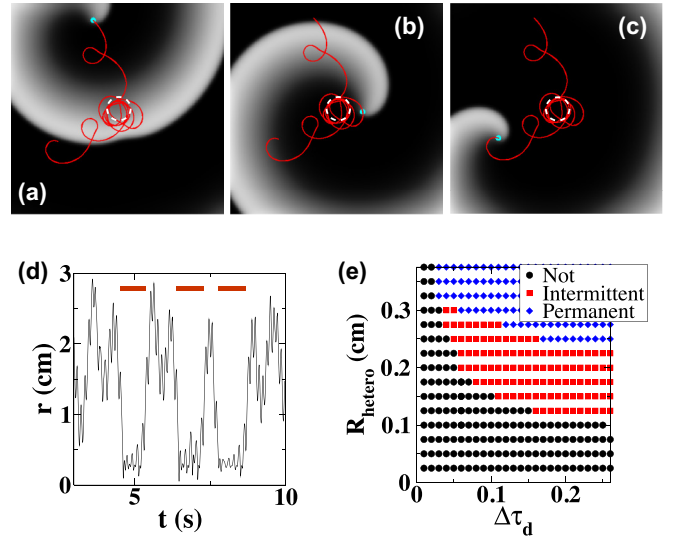 (a)
(b)
(c)
(d)
r (cm)
3
2
1
0
5
10
t (s)
(e)
R_hetero (cm)
0.3
0.2
0.1
0
0
0.1
0.2
Δτ_d
Not
Intermittent
Permanent